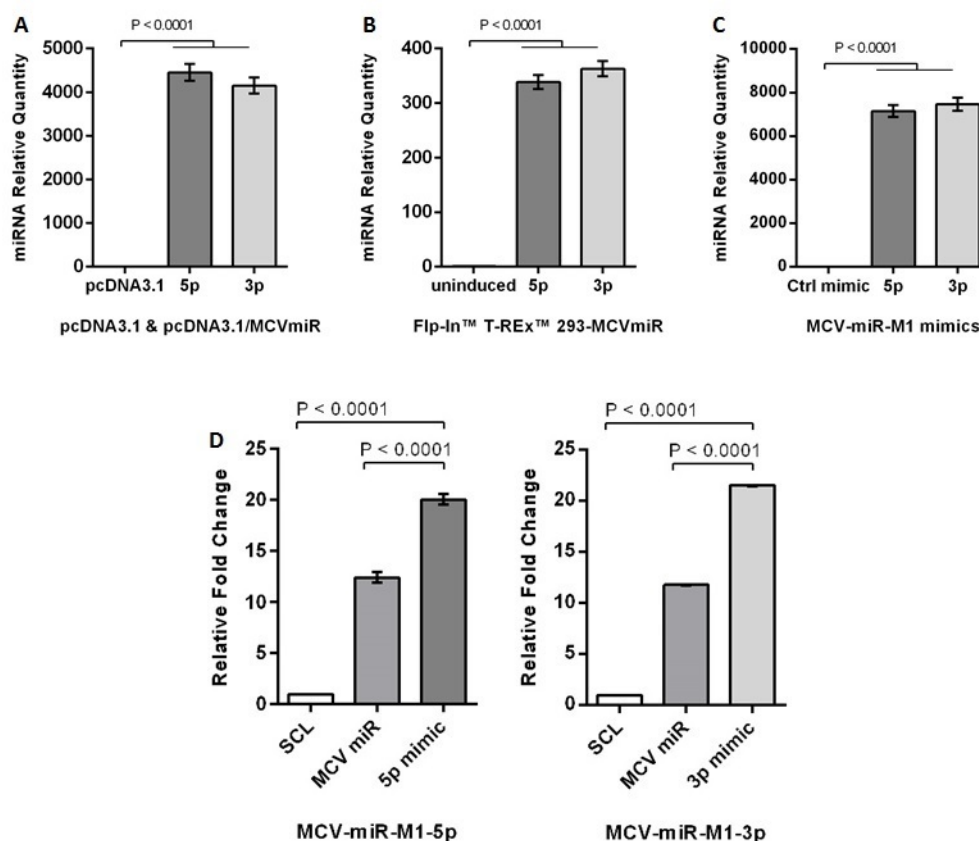 A
P < 0.0001
miRNA Relative Quantity
5000
4000
3000
2000
1000
0
pcDNA3.1 5p 3p
pcDNA3.1 & pcDNA3.1/MCVmiR
B
P < 0.0001
miRNA Relative Quantity
400
300
200
100
0
uninduced 5p 3p
Flp-In™ T-REx™ 293-MCVmiR
C
P < 0.0001
miRNA Relative Quantity
10000
8000
6000
4000
2000
0
Ctrl mimic 5p 3p
MCV-miR-M1 mimics
D
P < 0.0001
P < 0.0001
Relative Fold Change
25
20
15
10
5
0
SCL
MCV miR
5p mimic
MCV-miR-M1-5p
P < 0.0001
P < 0.0001
Relative Fold Change
25
20
15
10
5
0
SCL
MCV miR
3p mimic
MCV-miR-M1-3p